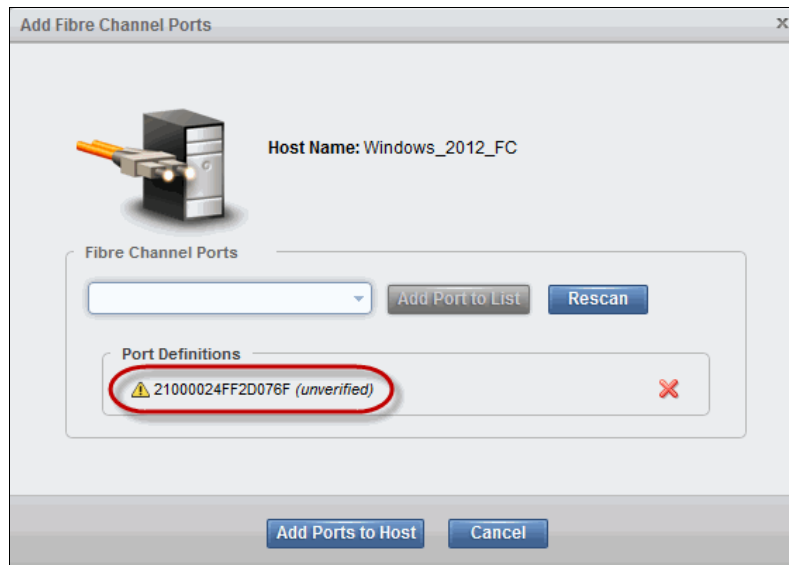 Add Fibre Channel Ports
x
Host Name: Windows_2012_FC
Fibre Channel Ports
Add Port to List
Rescan
Port Definitions
21000024FF2D076F (unverified)
Add Ports to Host
Cancel